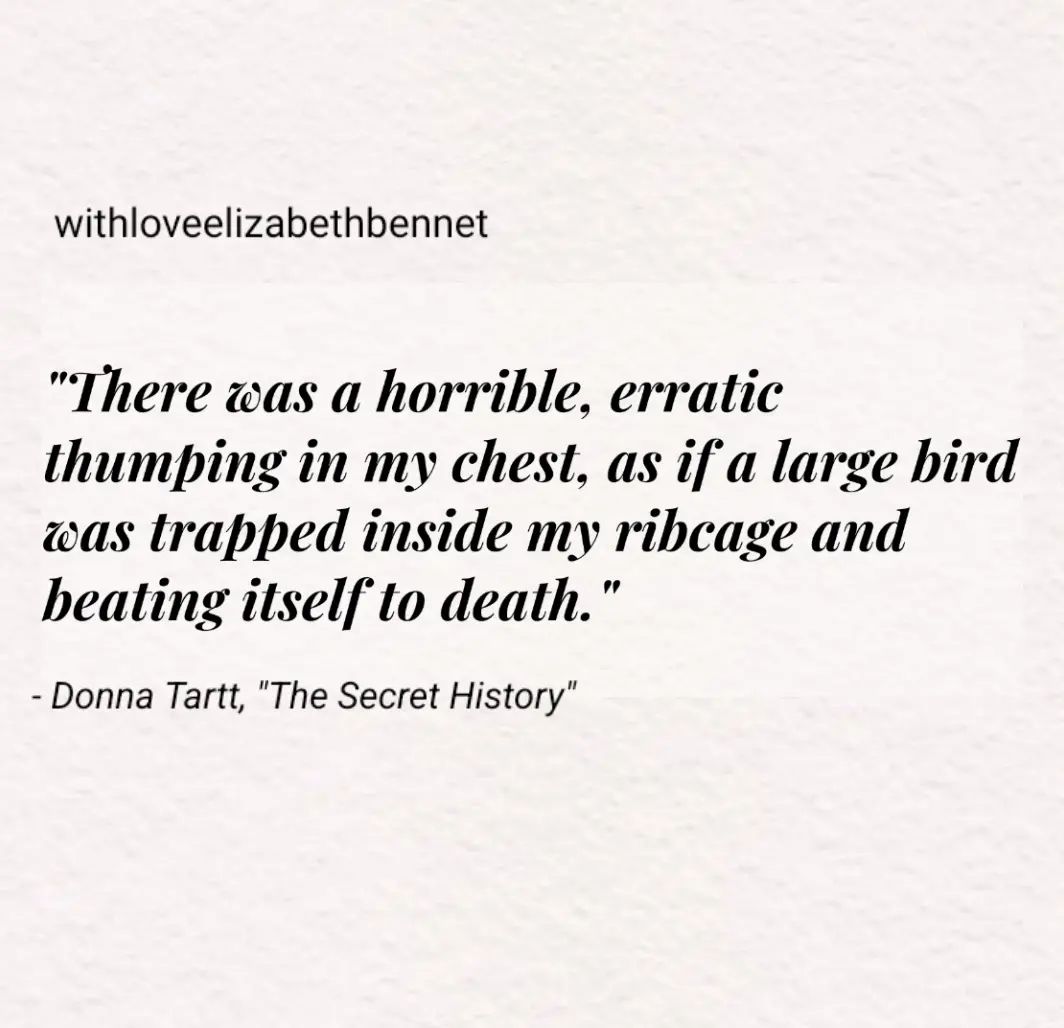 withloveelizabethbennet
"There was a horrible, erratic
thumping in my chest, as if a large bird
was trapped inside my ribcage and
beating itself to death."
- Donna Tartt, "The Secret History"